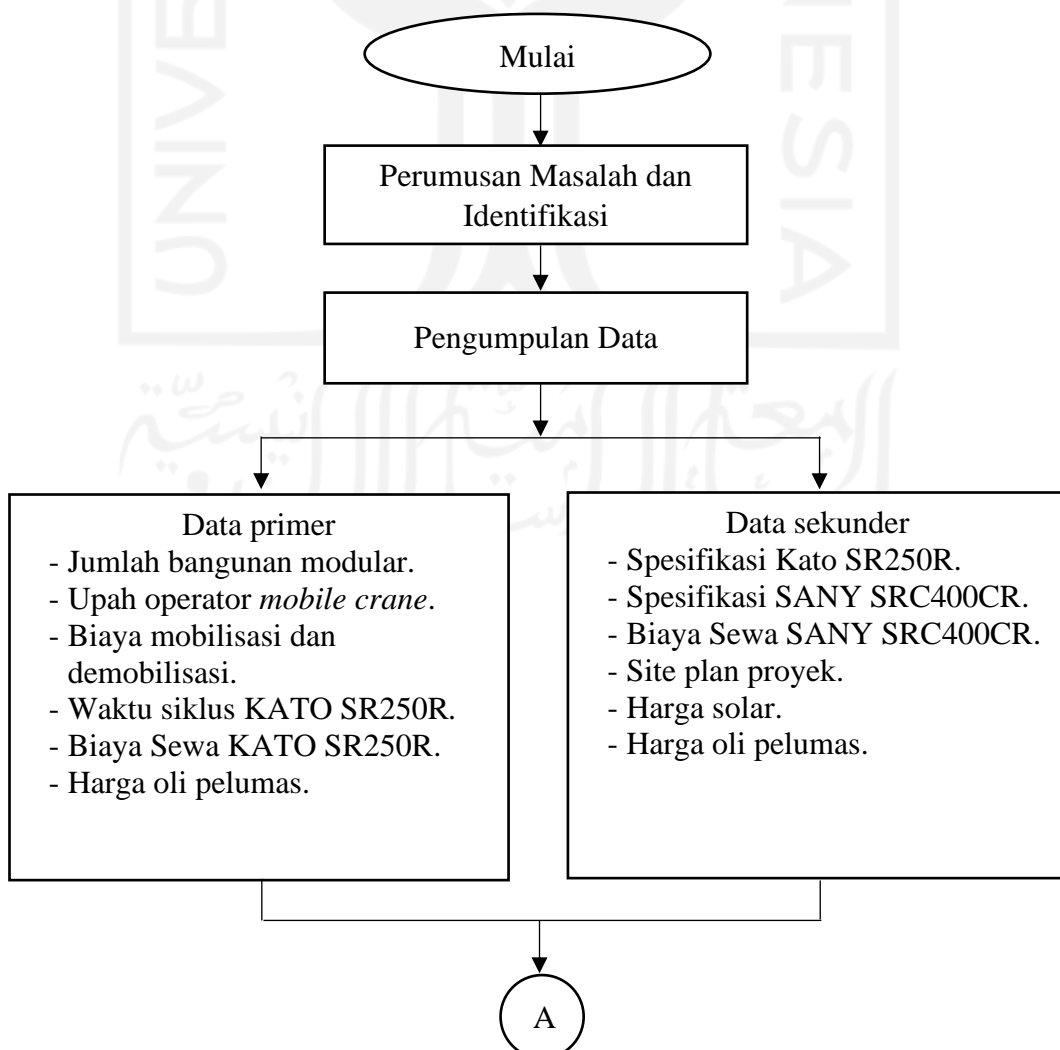 Mulai
Perumusan Masalah dan
Identifikasi
Pengumpulan Data
Data primer
- Jumlah bangunan modular.
- Upah operator mobile crane.
- Biaya mobilisasi dan
demobilisasi.
- Waktu siklus KATO SR250R.
- Biaya Sewa KATO SR250R.
- Harga oli pelumas.
Data sekunder
- Spesifikasi Kato SR250R.
- Spesifikasi SANY SRC400CR.
- Biaya Sewa SANY SRC400CR.
- Site plan proyek.
- Harga solar.
- Harga oli pelumas.
A